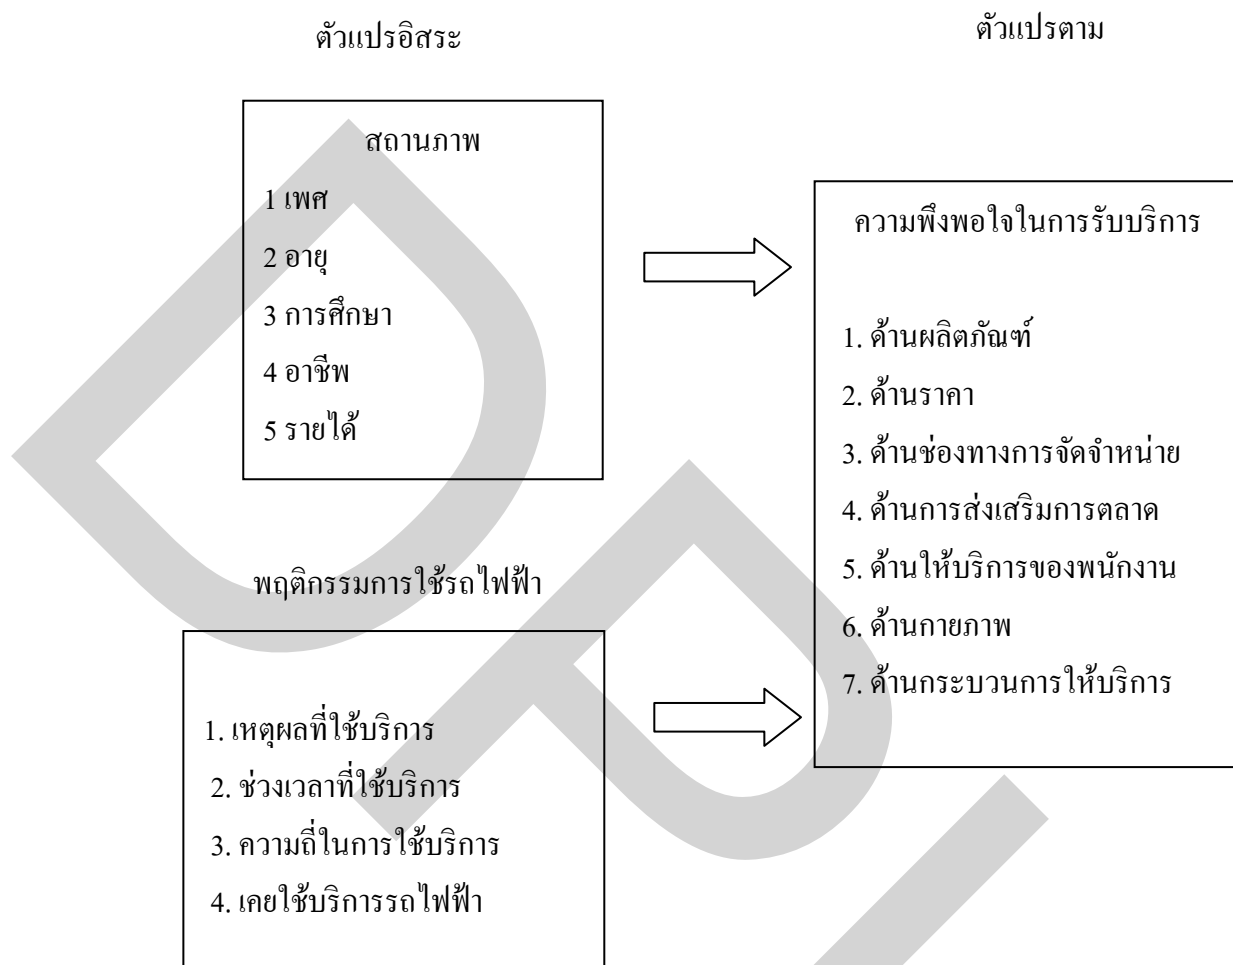 ตัวแปรอิสระ
ตัวแปรตาม
สถานภาพ
1 เพศ
2 อายุ
3 การศึกษา
4 อาชีพ
5 รายได้
พฤติกรรมการใช้รถไฟฟ้า
1. เหตุผลที่ใช้บริการ
2. ช่วงเวลาที่ใช้บริการ
3. ความถี่ในการใช้บริการ
4. เคยใช้บริการรถไฟฟ้า
ความพึงพอใจในการรับบริการ
1. ด้านผลิตภัณฑ์
2. ด้านราคา
3. ด้านช่องทางการจัดจำหน่าย
4. ด้านการส่งเสริมการตลาด
5. ด้านให้บริการของพนักงาน
6. ด้านกายภาพ
7. ด้านกระบวนการให้บริการ